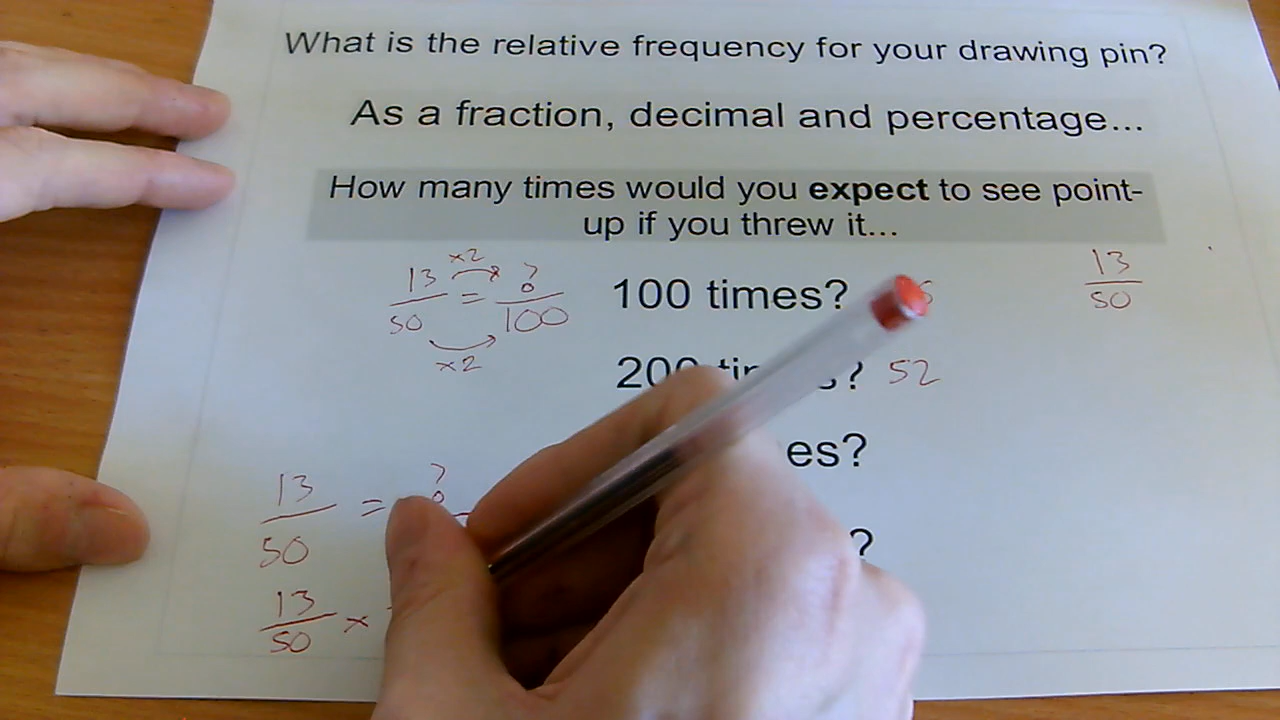 What is the relative frequency for your drawing pin?
As a fraction, decimal and percentage...
How many times would you expect to see point-
up if you threw it...
13/50 = ?/100
×2
×2
100 times?
13/50
200 times? 52
es?
?
13/50 = ?
13/50 ×